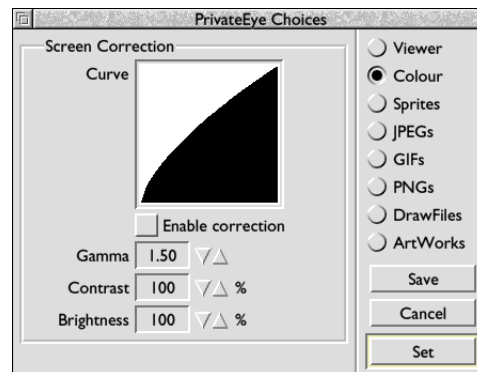 PrivateEye Choices
Screen Correction
Curve
Enable correction
Gamma 1.50
Contrast 100 %
Brightness 100 %
Viewer
Colour
Sprites
JPEGs
GIFs
PNGs
DrawFiles
ArtWorks
Save
Cancel
Set